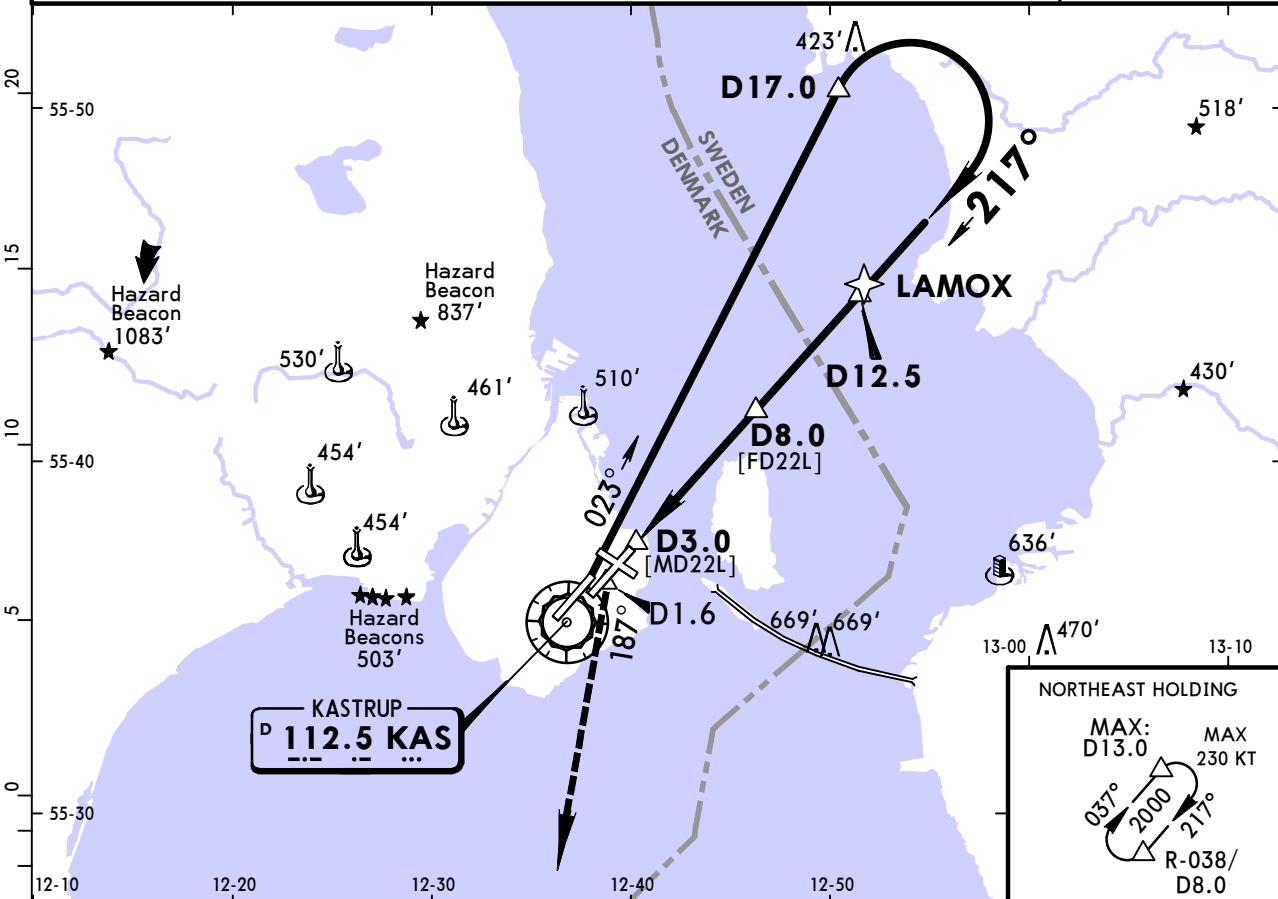 20
15
10
5
0
55-50
55-40
55-30
12-10
12-20
12-30
12-40
12-50
13-00
13-10
423'
D17.0
518'
SWEDEN
DENMARK
217°
LAMOX
D12.5
430'
Hazard
Beacon
1083'
Hazard
Beacon
837'
530'
461'
510'
454'
454'
D8.0
[FD22L]
023°
D3.0
[MD22L]
D1.6
187°
636'
669'
669'
470'
Hazard
Beacons
503'
KASTRUP
D 112.5 KAS
NORTHEAST HOLDING
MAX:
D13.0
MAX
230 KT
037°
2000
217°
R-038/
D8.0